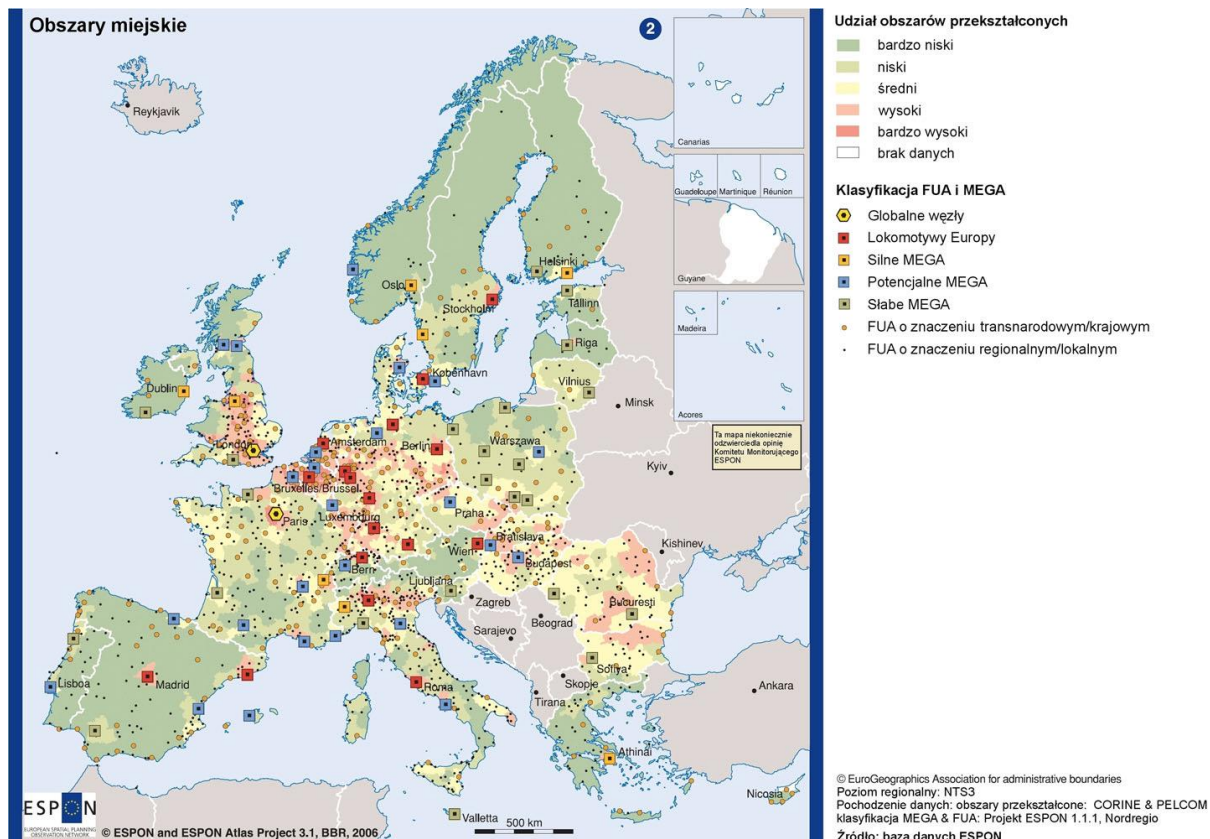 Obszary miejskie
2
Reykjavik
Canarias
Guadeloupe
Martinique
Réunion
Guyane
Madeira
Acores
Helsinki
Oslo
Stockholm
Tallinn
Riga
Dublin
København
Vilnius
Minsk
London
Amsterdam
Berlin
Warszawa
Ta mapa niekoniecznie
odzwierciedla opinię
Komitetu Monitorującego
ESPON
Kyiv
Bruxelles/Brussel
Paris
Luxembourg
Praha
Bratislava
Wien
Kishinev
Bern
Budapest
Ljubljana
Zagreb
Bucuresti
Beograd
Sarajevo
Lisboa
Madrid
Roma
Sofiya
Skopje
Tirana
Ankara
Athinai
Nicosia
Valletta
500 km
ESPON
EUROPEAN SPATIAL PLANNING
OBSERVATION NETWORK
© ESPON and ESPON Atlas Project 3.1, BBR, 2006
Udział obszarów przekształconych
bardzo niski
niski
średni
wysoki
bardzo wysoki
brak danych
Klasyfikacja FUA i MEGA
Globalne węzły
Lokomotywy Europy
Silne MEGA
Potencjalne MEGA
Słabe MEGA
FUA o znaczeniu transnarodowym/krajowym
FUA o znaczeniu regionalnym/lokalnym
© EuroGeographics Association for administrative boundaries
Poziom regionalny: NTS3
Pochodzenie danych: obszary przekształcone: CORINE & PELCOM
klasyfikacja MEGA & FUA: Projekt ESPON 1.1.1, Nordregio
Źródło: baza danych ESPON